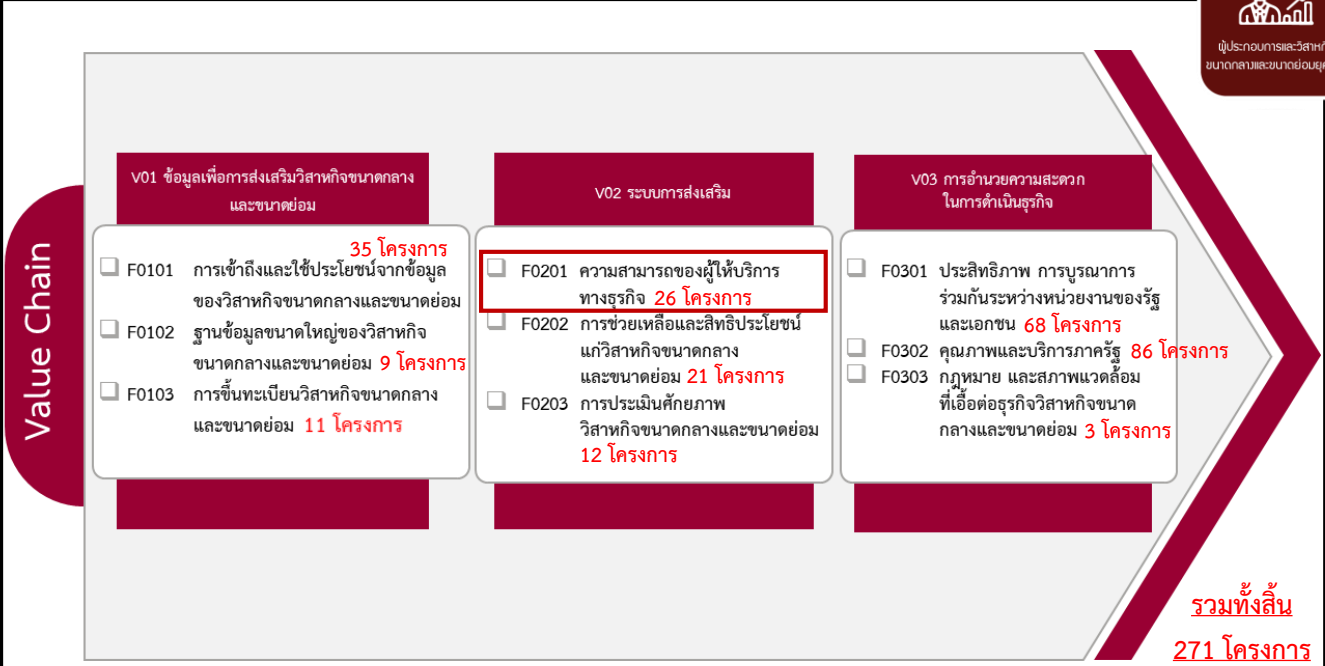 ผู้ประกอบการและวิสาหกิ
ขนาดกลางและขนาดย่อมยุค
Value Chain
V01 ข้อมูลเพื่อการส่งเสริมวิสาหกิจขนาดกลาง
และขนาดย่อม
35 โครงการ
F0101 การเข้าถึงและใช้ประโยชน์จากข้อมูล
ของวิสาหกิจขนาดกลางและขนาดย่อม
F0102 ฐานข้อมูลขนาดใหญ่ของวิสาหกิจ
ขนาดกลางและขนาดย่อม 9 โครงการ
F0103 การขึ้นทะเบียนวิสาหกิจขนาดกลาง
และขนาดย่อม 11 โครงการ
V02 ระบบการส่งเสริม
F0201 ความสามารถของผู้ให้บริการ
ทางธุรกิจ 26 โครงการ
F0202 การช่วยเหลือและสิทธิประโยชน์
แก่วิสาหกิจขนาดกลาง
และขนาดย่อม 21 โครงการ
F0203 การประเมินศักยภาพ
วิสาหกิจขนาดกลางและขนาดย่อม
12 โครงการ
V03 การอำนวยความสะดวก
ในการดำเนินธุรกิจ
F0301 ประสิทธิภาพ การบูรณาการ
ร่วมกันระหว่างหน่วยงานของรัฐ
และเอกชน 68 โครงการ
F0302 คุณภาพและบริการภาครัฐ 86 โครงการ
F0303 กฎหมาย และสภาพแวดล้อม
ที่เอื้อต่อธุรกิจวิสาหกิจขนาด
กลางและขนาดย่อม 3 โครงการ
รวมทั้งสิ้น
271 โครงการ